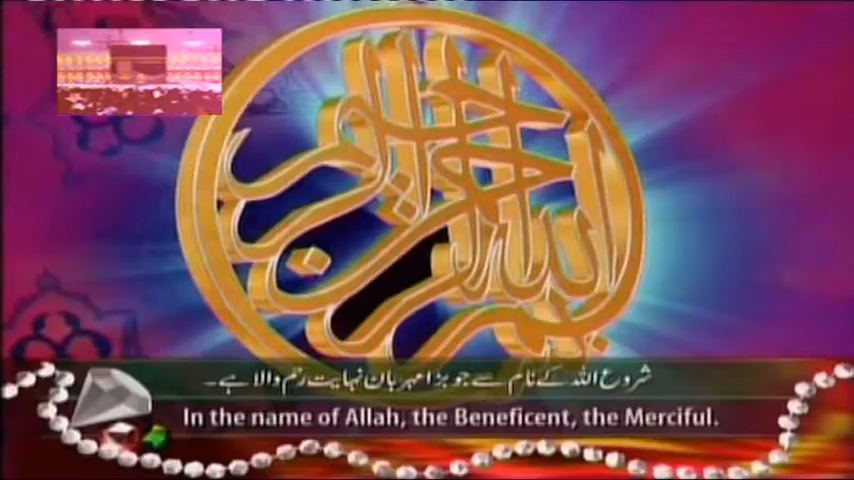 بسم الله الرحمن الرحيم
شروع اللہ کے نام سے جو بڑا مہربان نہایت رحم والا ہے۔
In the name of Allah, the Beneficent, the Merciful.